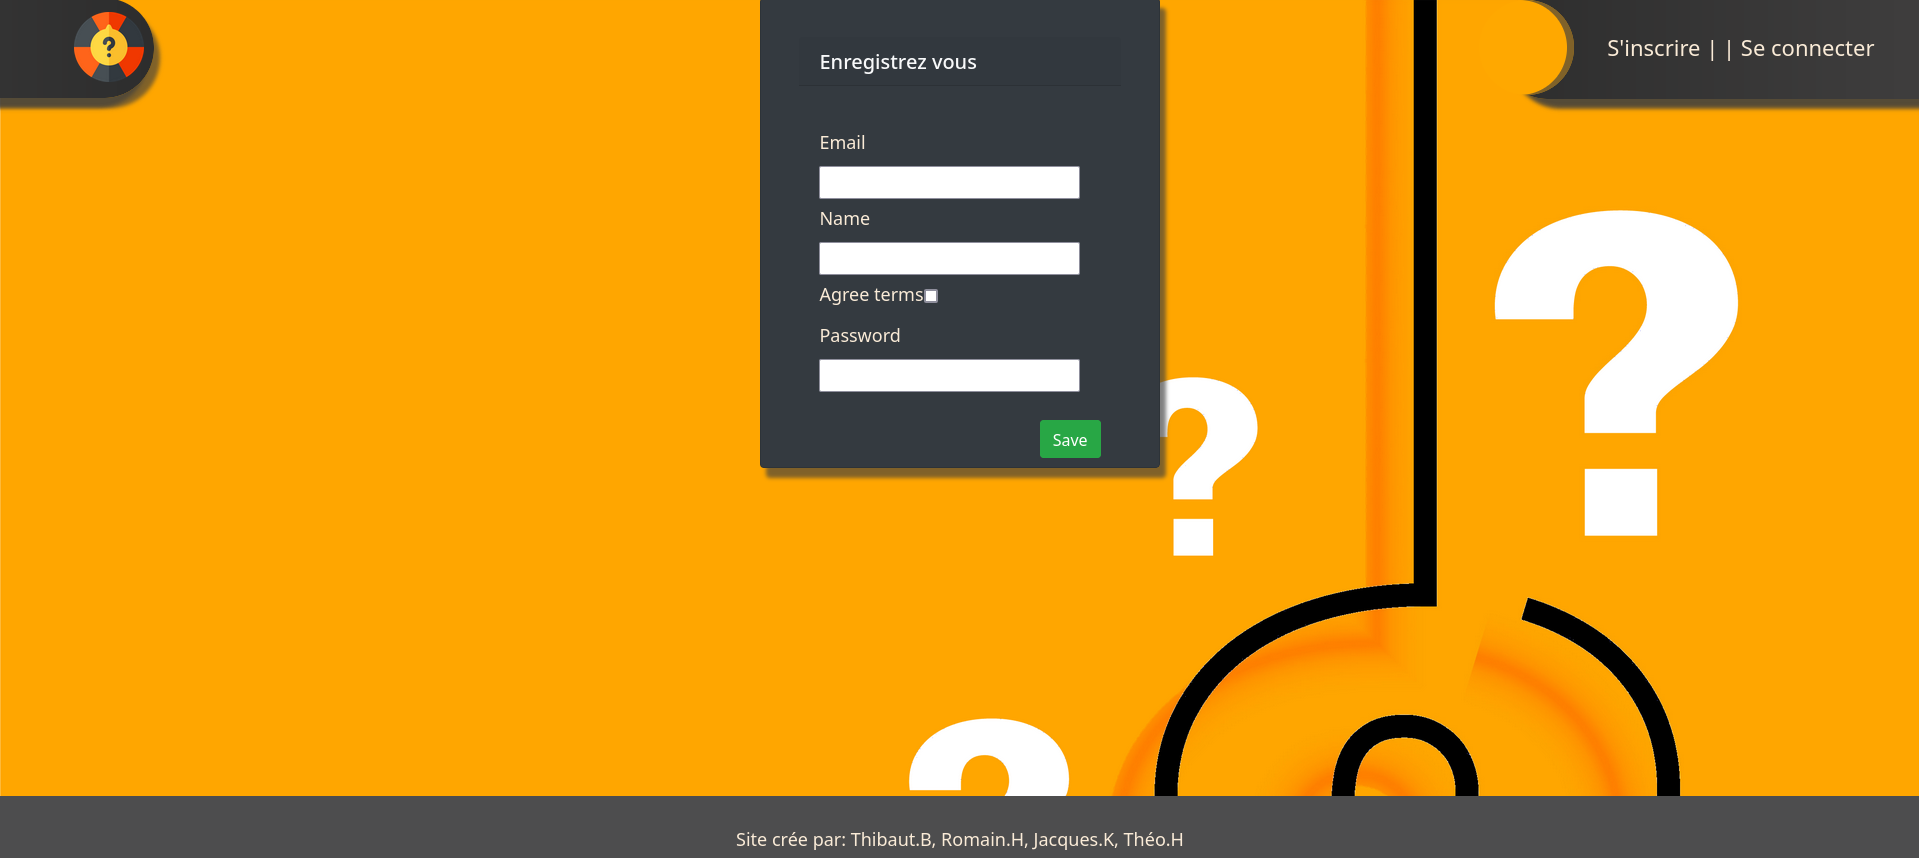 ?
S'inscrire | | Se connecter
Enregistrez vous
Email
Name
Agree terms
Password
Save
?
?
?
Site crée par: Thibaut.B, Romain.H, Jacques.K, Théo.H